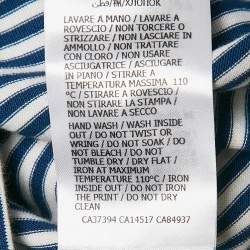 ХЛОПОК
LAVARE A MANO / LAVARE A
ROVESCIO / NON TORCERE O
STRIZZARE / NON LASCIARE IN
AMMOLLO / NON TRATTARE
CON CLORO / NON USARE
ASCIUGATRICE / ASCIUGARE
IN PIANO / STIRARE A
TEMPERATURA MASSIMA 110
°C / STIRARE A ROVESCIO /
NON STIRARE LA STAMPA /
NON LAVARE A SECCO
HAND WASH / WASH INSIDE
OUT / DO NOT TWIST OR
WRING / DO NOT SOAK / DO
NOT BLEACH / DO NOT
TUMBLE DRY / DRY FLAT /
IRON AT MAXIMUM
TEMPERATURE 110°C / IRON
INSIDE OUT / DO NOT IRON
THE PRINT / DO NOT DRY
CLEAN
CA37394 CA14517 CA84937